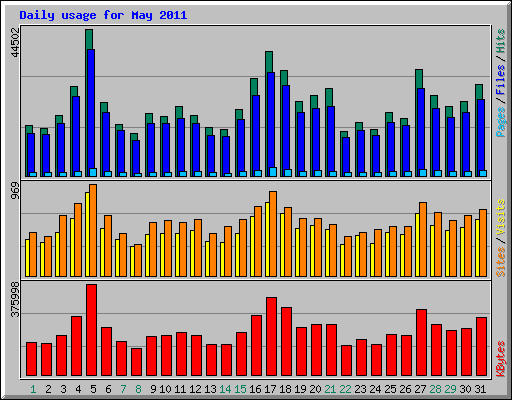 Daily usage for May 2011
44502
Pages / Files / Hits
969
Sites / Visits
375998
KBytes
1 2 3 4 5 6 7 8 9 10 11 12 13 14 15 16 17 18 19 20 21 22 23 24 25 26 27 28 29 30 31